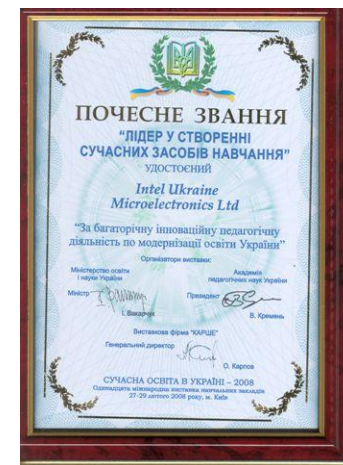 ПОЧЕСНЕ ЗВАННЯ
“ЛІДЕР У СТВОРЕННІ
СУЧАСНИХ ЗАСОБІВ НАВЧАННЯ”
УДОСТОЄНИЙ
Intel Ukraine
Microelectronics Ltd
“За багаторічну інноваційну педагогічну
діяльність по модернізації освіти України”
Організатори виставки:
Міністерство освіти
і науки України
Академія
педагогічних наук України
Міністр
Президент
І. Вакарчук
В. Кремень
Виставкова фірма "КАРШЕ"
Генеральний директор
О. Карпов
СУЧАСНА ОСВІТА В УКРАЇНІ – 2008
Одинадцята міжнародна виставка навчальних закладів
27-29 лютого 2008 року, м. Київ